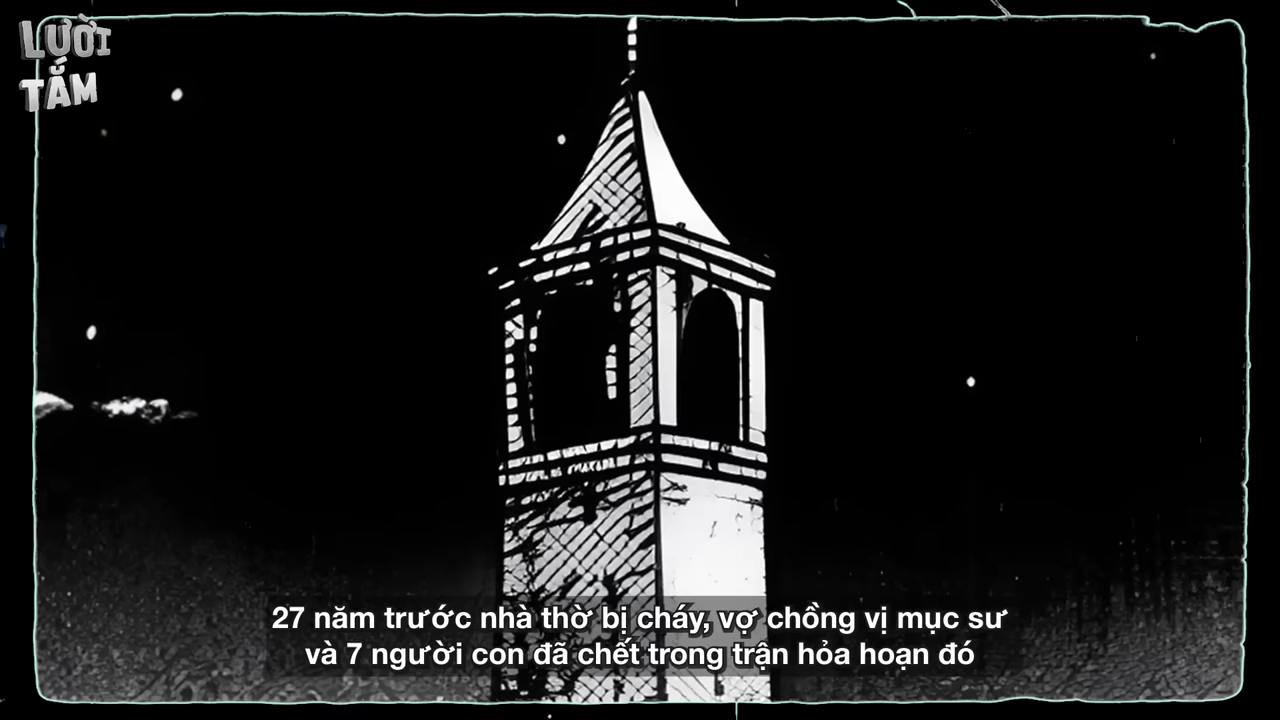 LƯỜI
TẮM
27 năm trước nhà thờ bị cháy, vợ chồng vị mục sư
và 7 người con đã chết trong trận hỏa hoạn đó